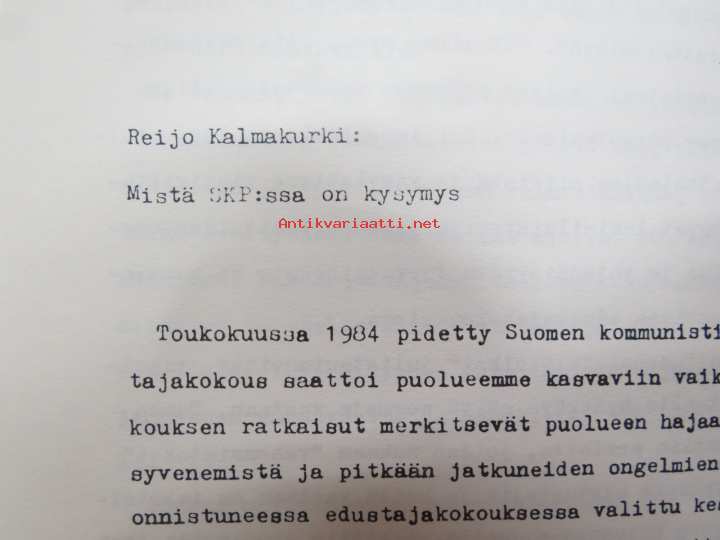 Reijo Kalmakurki:
Mistä SKP:ssa on kysymys
Antikvariaatti.net
Toukokuussa 1984 pidetty Suomen kommunisti
tajakokous saattoi puolueemme kasvaviin vaik
kouksen ratkaisut merkitsevät puolueen hajaa
syvenemistä ja pitkään jatkuneiden ongelmien
onnistuneessa edustajakokouksessa valittu kes